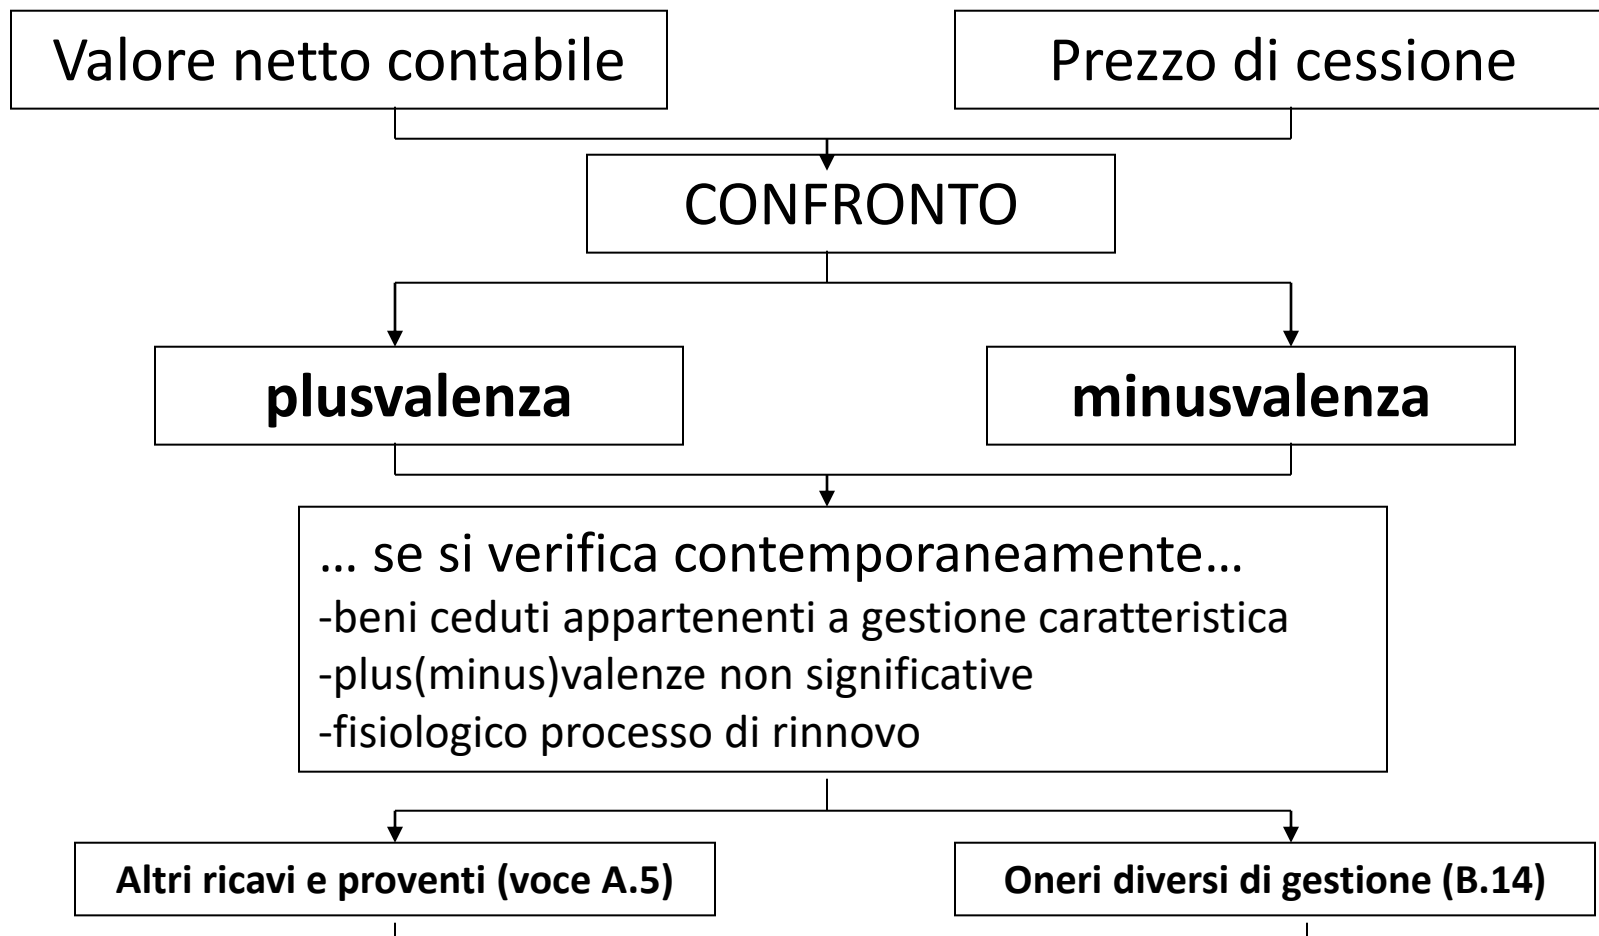 Valore netto contabile
Prezzo di cessione
CONFRONTO
plusvalenza
minusvalenza
... se si verifica contemporaneamente...
-beni ceduti appartenenti a gestione caratteristica
-plus(minus)valenze non significative
-fisiologico processo di rinnovo
Altri ricavi e proventi (voce A.5)
Oneri diversi di gestione (B.14)